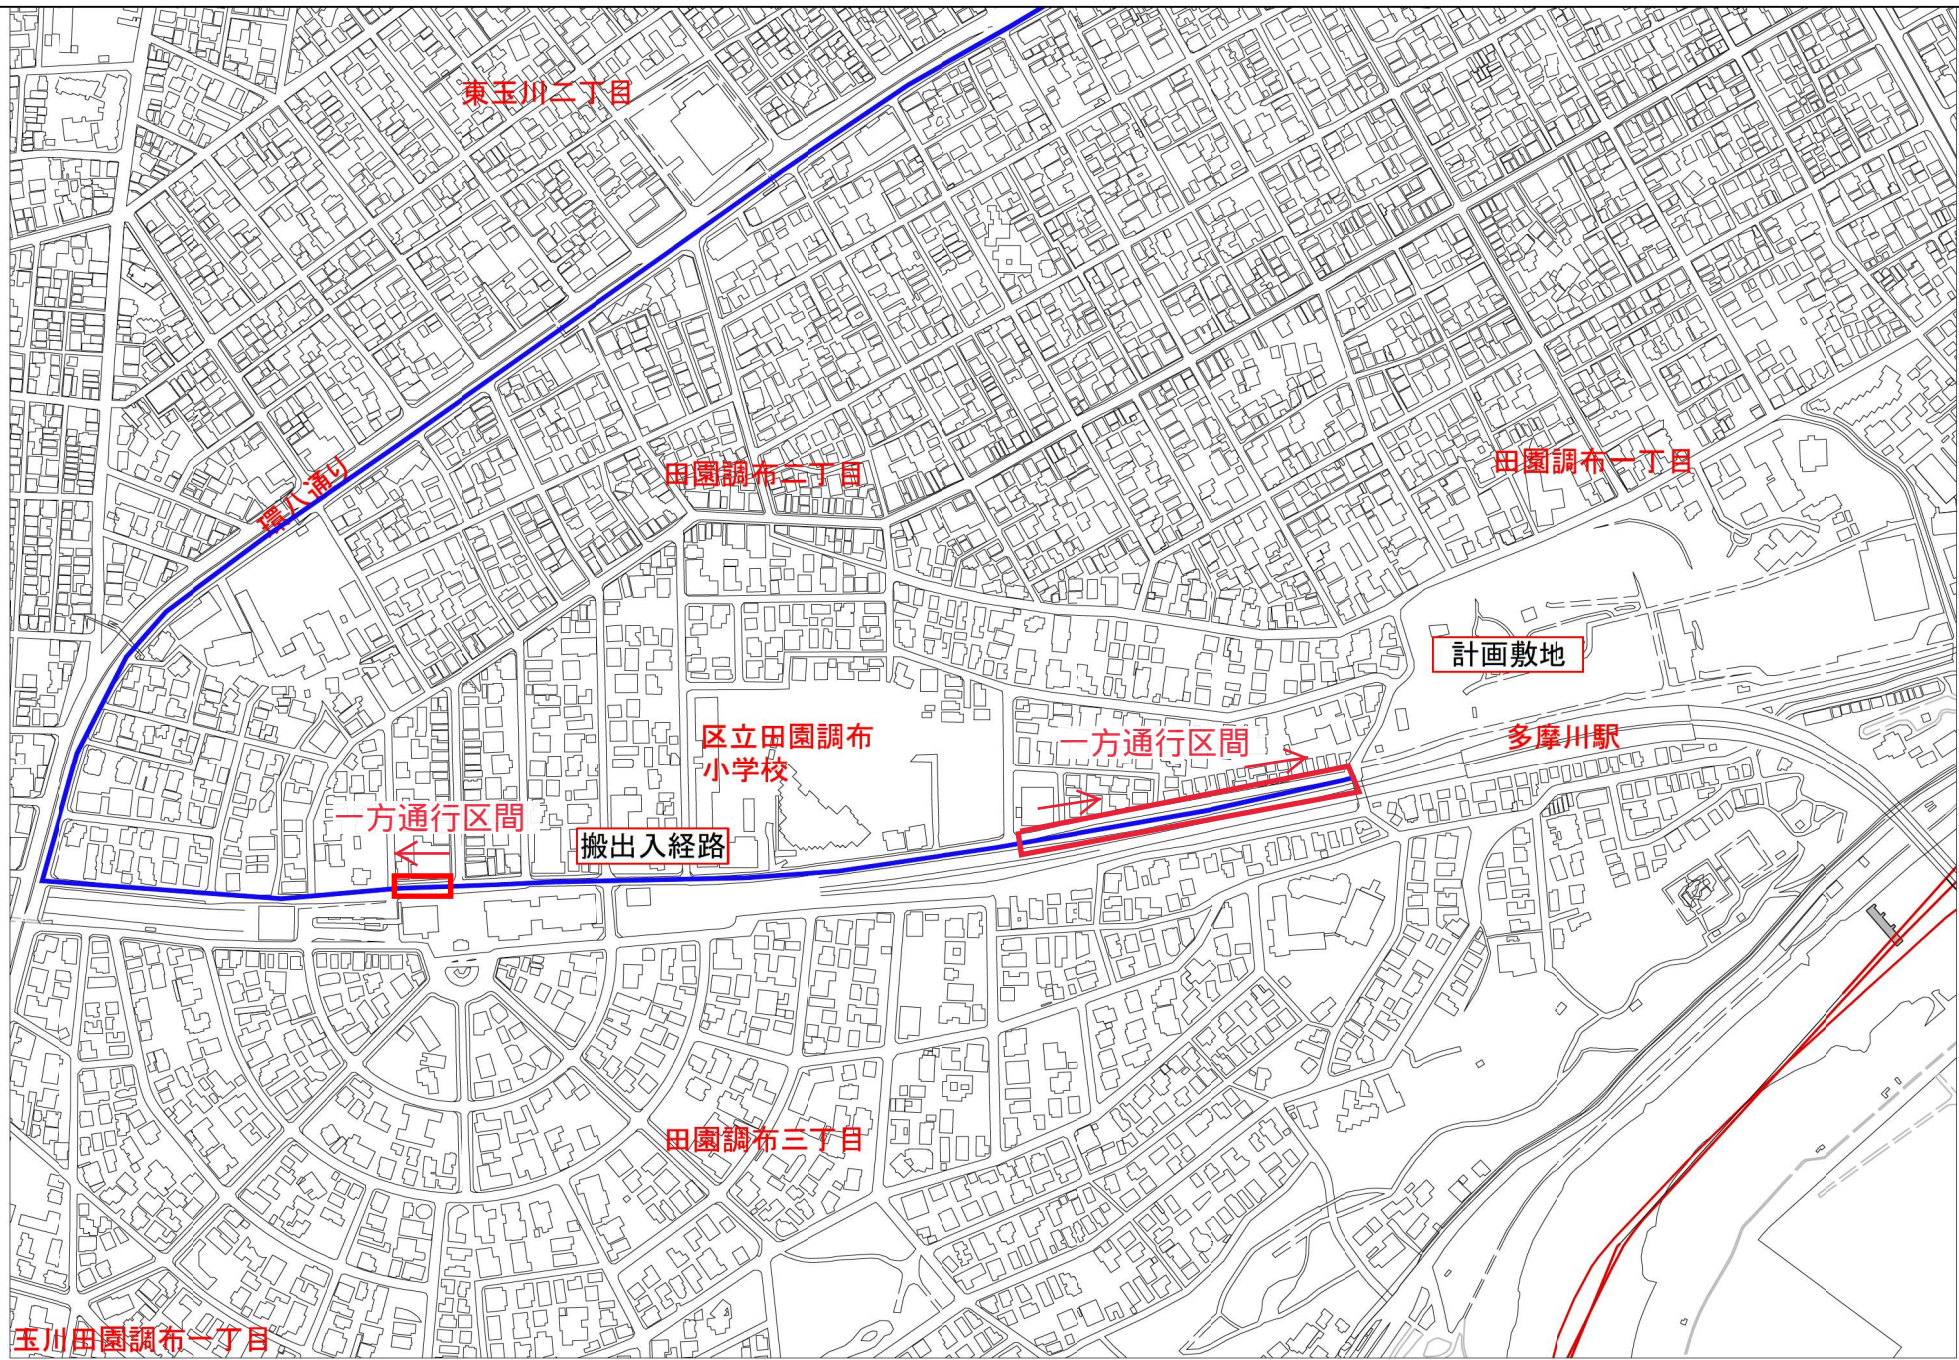 東玉川二丁目
環八通り
田園調布二丁目
田園調布一丁目
計画敷地
区立田園調布
小学校
一方通行区間
多摩川駅
一方通行区間
搬出入経路
田園調布三丁目
玉川田園調布一丁目